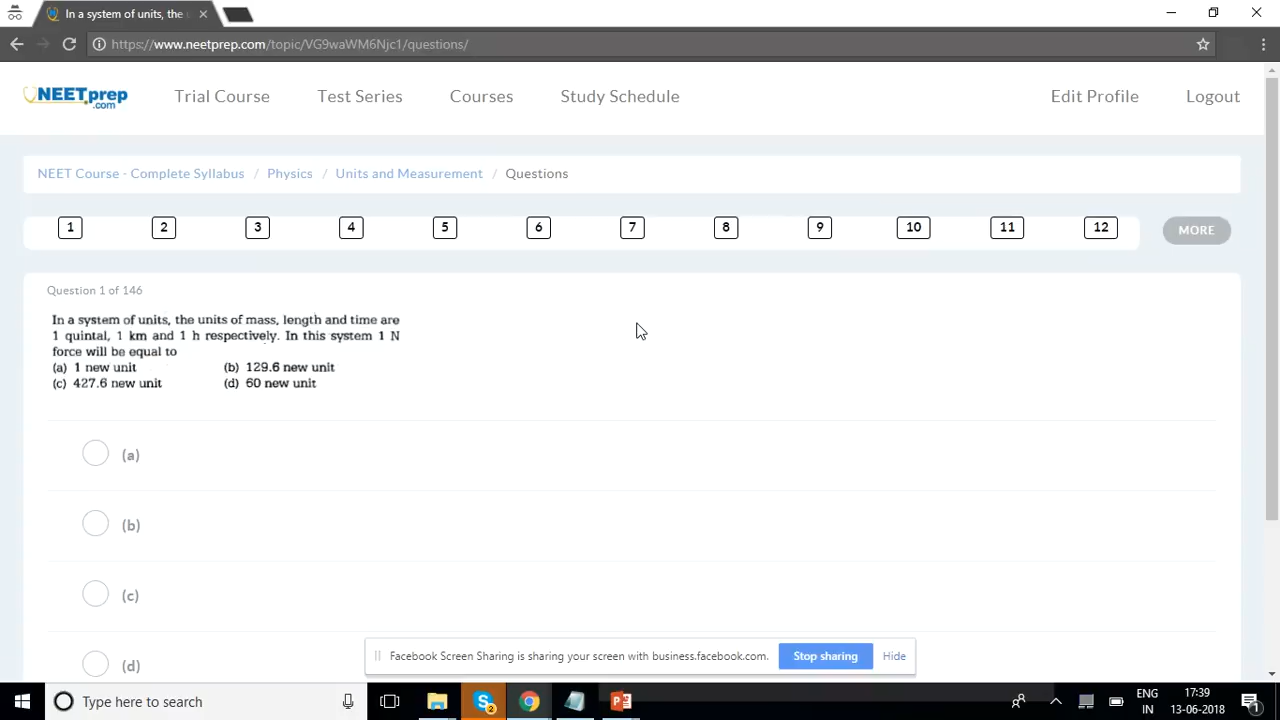 In a system of units, the u
https://www.neetprep.com/topic/VG9waWM6Njc1/questions/
NEETprep
.com
Trial Course
Test Series
Courses
Study Schedule
Edit Profile
Logout
NEET Course - Complete Syllabus / Physics / Units and Measurement / Questions
1 2 3 4 5 6 7 8 9 10 11 12 MORE
Question 1 of 146
In a system of units, the units of mass, length and time are
1 quintal, 1 km and 1 h respectively. In this system 1 N
force will be equal to
(a) 1 new unit (b) 129.6 new unit
(c) 427.6 new unit (d) 60 new unit
(a)
(b)
(c)
(d)
Facebook Screen Sharing is sharing your screen with business.facebook.com. Stop sharing Hide
Type here to search
2
ENG
IN
17:39
13-06-2018
1